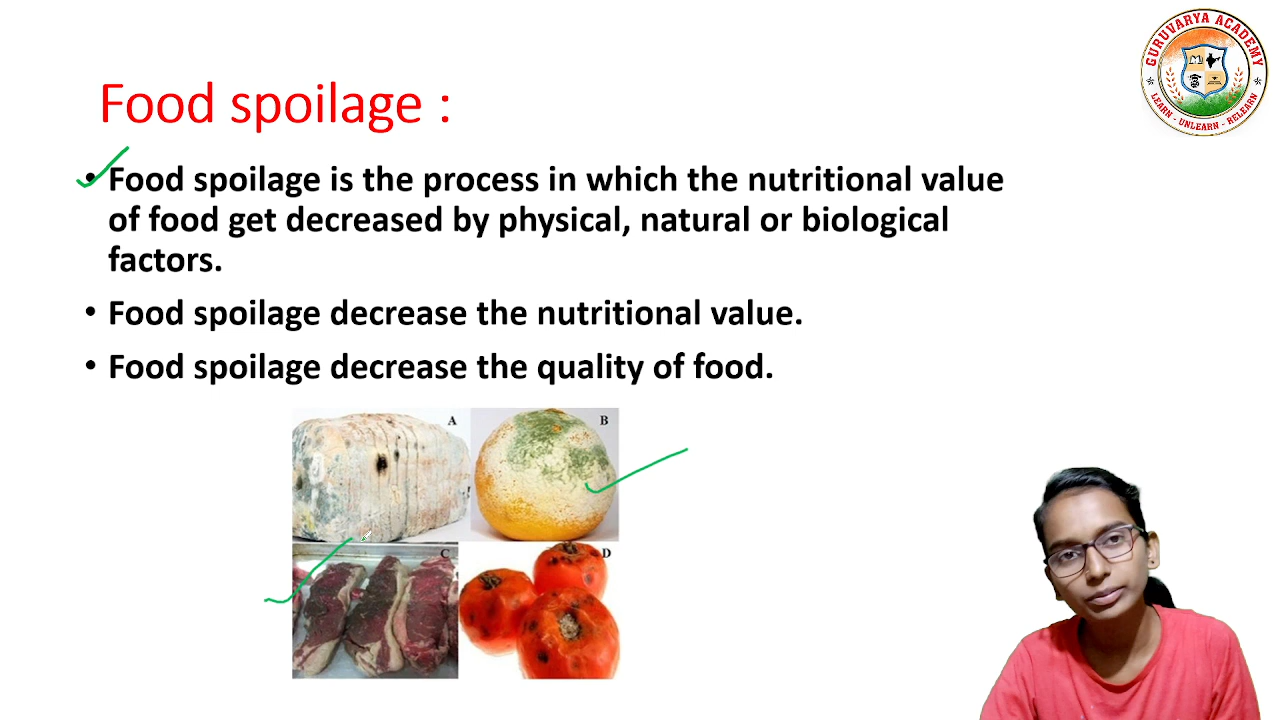 GURUVARYA ACADEMY
LEARN - UNLEARN - RELEARN
Food spoilage :
• Food spoilage is the process in which the nutritional value
of food get decreased by physical, natural or biological
factors.
• Food spoilage decrease the nutritional value.
• Food spoilage decrease the quality of food.
A
B
C
D